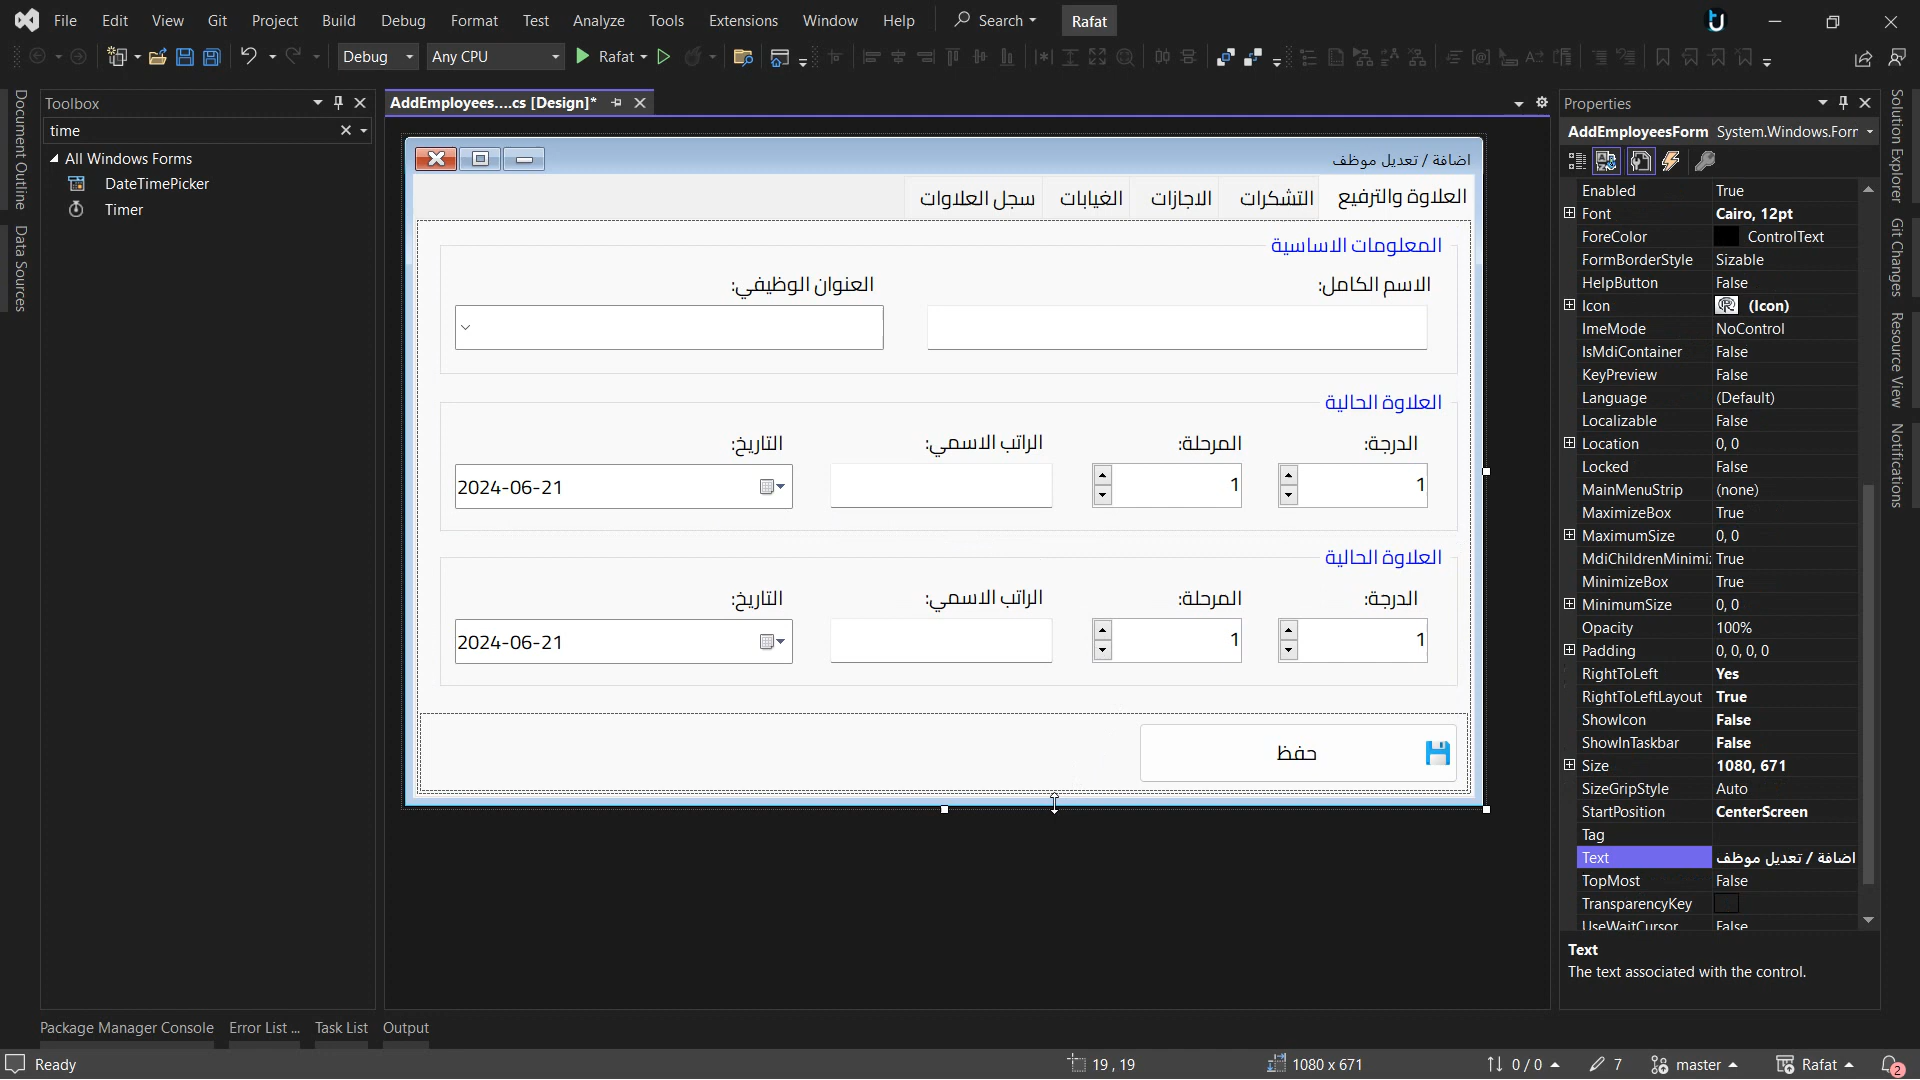 File Edit View Git Project Build Debug Format Test Analyze Tools Extensions Window Help Search Rafat
Debug Any CPU Rafat
Document Outline
Data Sources
Toolbox
time
All Windows Forms
DateTimePicker
Timer
AddEmployees....cs [Design]*
اضافة / تعديل موظف
العلاوة والترفيع التشكرات الاجازات الغيابات سجل العلاوات
المعلومات الاساسية
الاسم الكامل: العنوان الوظيفي:
العلاوة الحالية
الدرجة: المرحلة: الراتب الاسمي: التاريخ:
1 1 2024-06-21
العلاوة الحالية
الدرجة: المرحلة: الراتب الاسمي: التاريخ:
1 1 2024-06-21
حفظ
Properties
AddEmployeesForm System.Windows.Forr
Enabled True
Font Cairo, 12pt
ForeColor ControlText
FormBorderStyle Sizable
HelpButton False
Icon (Icon)
ImeMode NoControl
IsMdiContainer False
KeyPreview False
Language (Default)
Localizable False
Location 0, 0
Locked False
MainMenuStrip (none)
MaximizeBox True
MaximumSize 0, 0
MdiChildrenMinimi: True
MinimizeBox True
MinimumSize 0, 0
Opacity 100%
Padding 0, 0, 0, 0
RightToLeft Yes
RightToLeftLayout True
ShowIcon False
ShowInTaskbar False
Size 1080, 671
SizeGripStyle Auto
StartPosition CenterScreen
Tag
Text اضافة / تعديل موظف
TopMost False
TransparencyKey
UseWaitCursor False
Text
The text associated with the control.
Solution Explorer
Git Changes
Resource View
Notifications
Package Manager Console Error List ... Task List Output
Ready 19 , 19 1080 x 671 0 / 0 7 master Rafat 2